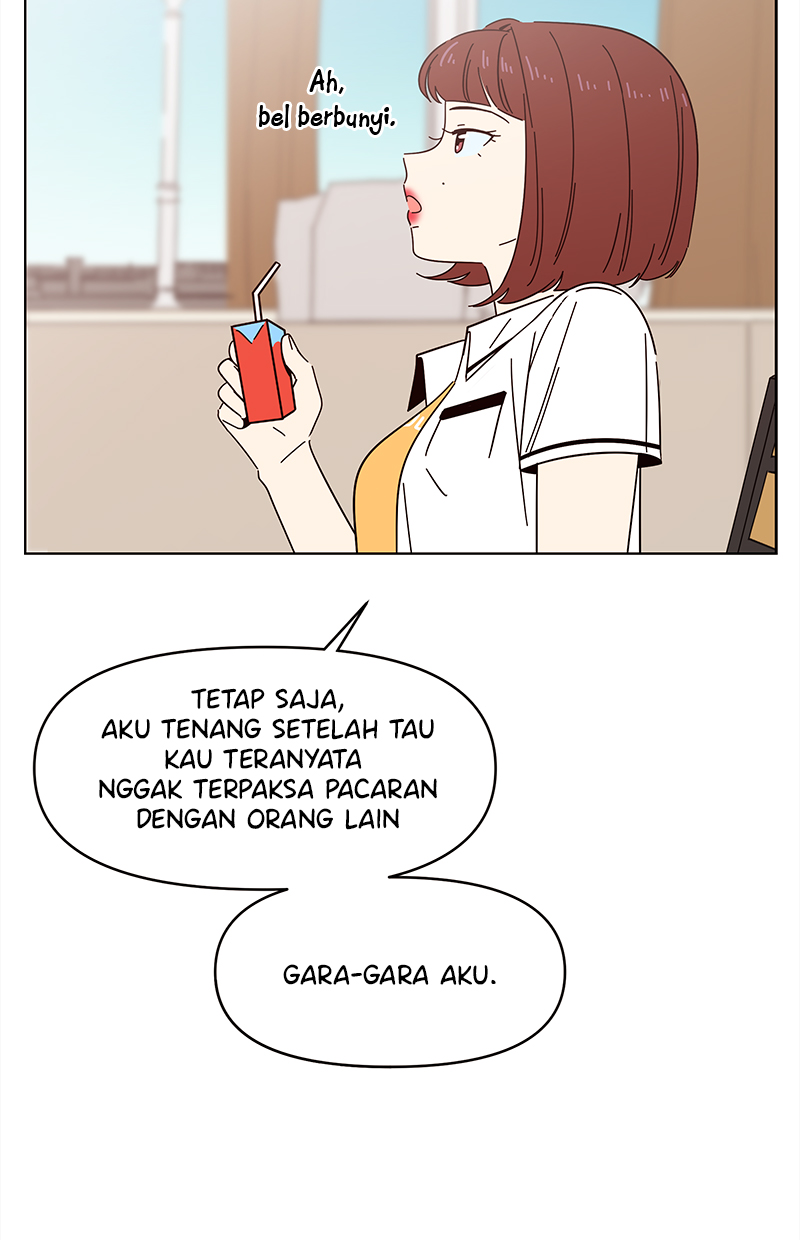 Ah,
bel berbunyi.
TETAP SAJA,
AKU TENANG SETELAH TAU
KAU TERANYATA
NGGAK TERPAKSA PACARAN
DENGAN ORANG LAIN
GARA-GARA AKU.